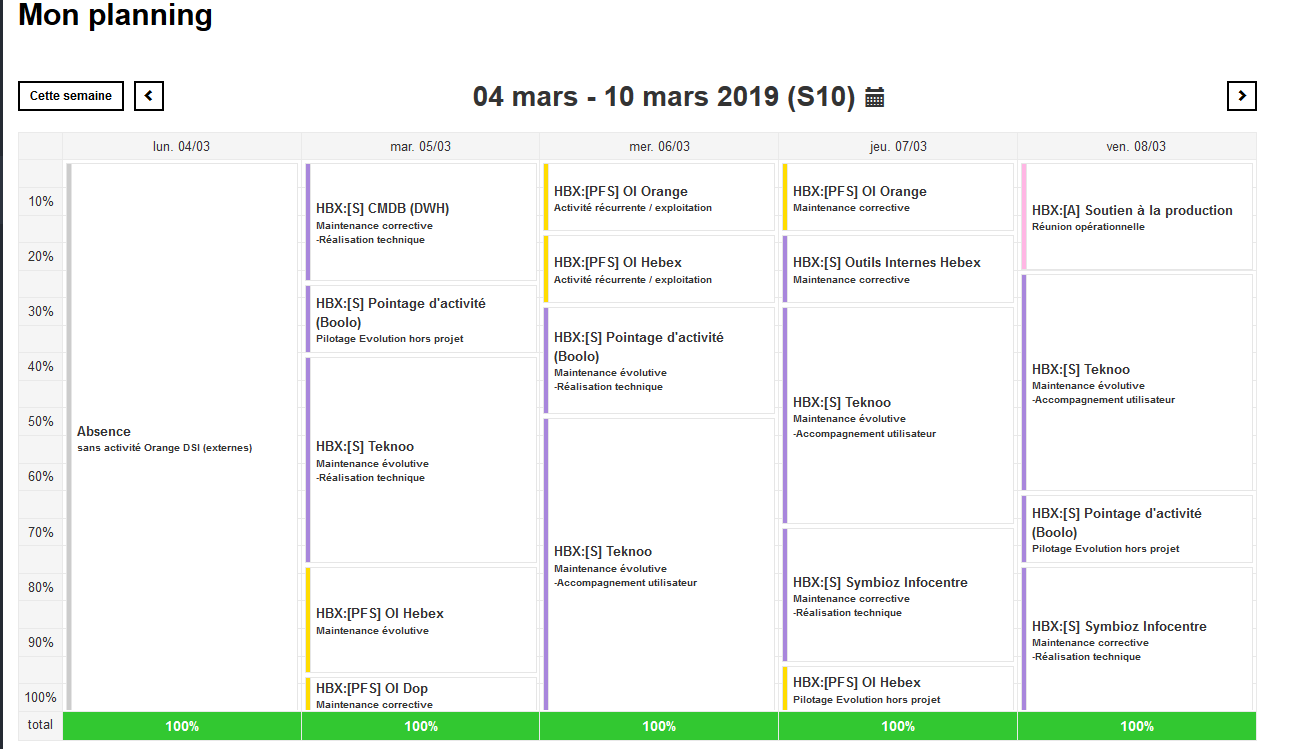 Mon planning
Cette semaine
04 mars - 10 mars 2019 (S10)
lun. 04/03
mar. 05/03
mer. 06/03
jeu. 07/03
ven. 08/03
10%
20%
30%
40%
50%
60%
70%
80%
90%
100%
total
Absence
sans activité Orange DSI (externes)
100%
HBX:[S] CMDB (DWH)
Maintenance corrective
-Réalisation technique
HBX:[S] Pointage d'activité
(Boolo)
Pilotage Evolution hors projet
HBX:[S] Teknoo
Maintenance évolutive
-Réalisation technique
HBX:[PFS] OI Hebex
Maintenance évolutive
HBX:[PFS] OI Dop
Maintenance corrective
100%
HBX:[PFS] OI Orange
Activité récurrente / exploitation
HBX:[PFS] OI Hebex
Activité récurrente / exploitation
HBX:[S] Pointage d'activité
(Boolo)
Maintenance évolutive
-Réalisation technique
HBX:[S] Teknoo
Maintenance évolutive
-Accompagnement utilisateur
100%
HBX:[PFS] OI Orange
Maintenance corrective
HBX:[S] Outils Internes Hebex
Maintenance corrective
HBX:[S] Teknoo
Maintenance évolutive
-Accompagnement utilisateur
HBX:[S] Symbioz Infocentre
Maintenance corrective
-Réalisation technique
HBX:[PFS] OI Hebex
Pilotage Evolution hors projet
100%
HBX:[A] Soutien à la production
Réunion opérationnelle
HBX:[S] Teknoo
Maintenance évolutive
-Accompagnement utilisateur
HBX:[S] Pointage d'activité
(Boolo)
Pilotage Evolution hors projet
HBX:[S] Symbioz Infocentre
Maintenance corrective
-Réalisation technique
100%